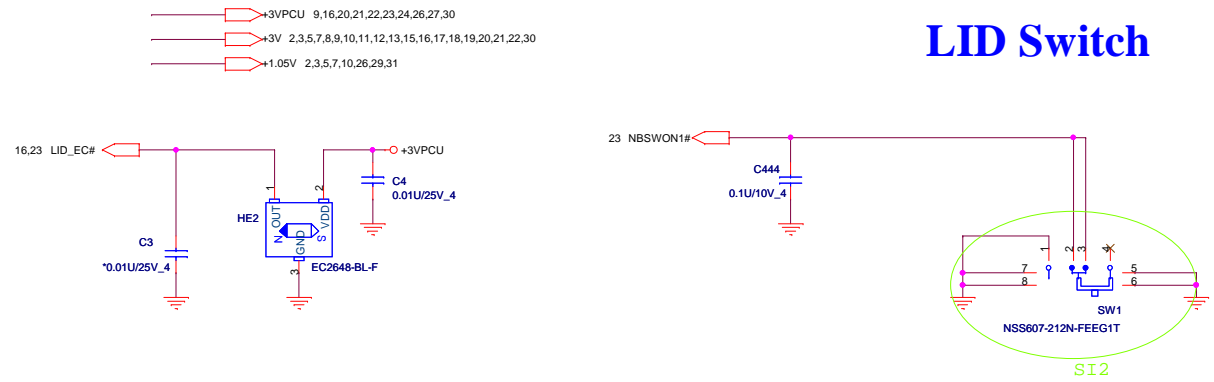 +3VPCU 9,16,20,21,22,23,24,26,27,30
+3V 2,3,5,7,8,9,10,11,12,13,15,16,17,18,19,20,21,22,30
+1.05V 2,3,5,7,10,26,29,31
LID Switch
16,23 LID_EC#
+3VPCU
C4
0.01U/25V_4
1
2
HE2
OUT
VDD
N
S
GND
3
EC2648-BL-F
C3
*0.01U/25V_4
23 NBSWON1#
C444
0.1U/10V_4
1
2
3
4
7
8
5
6
SW1
NSS607-212N-FEEG1T
SI2